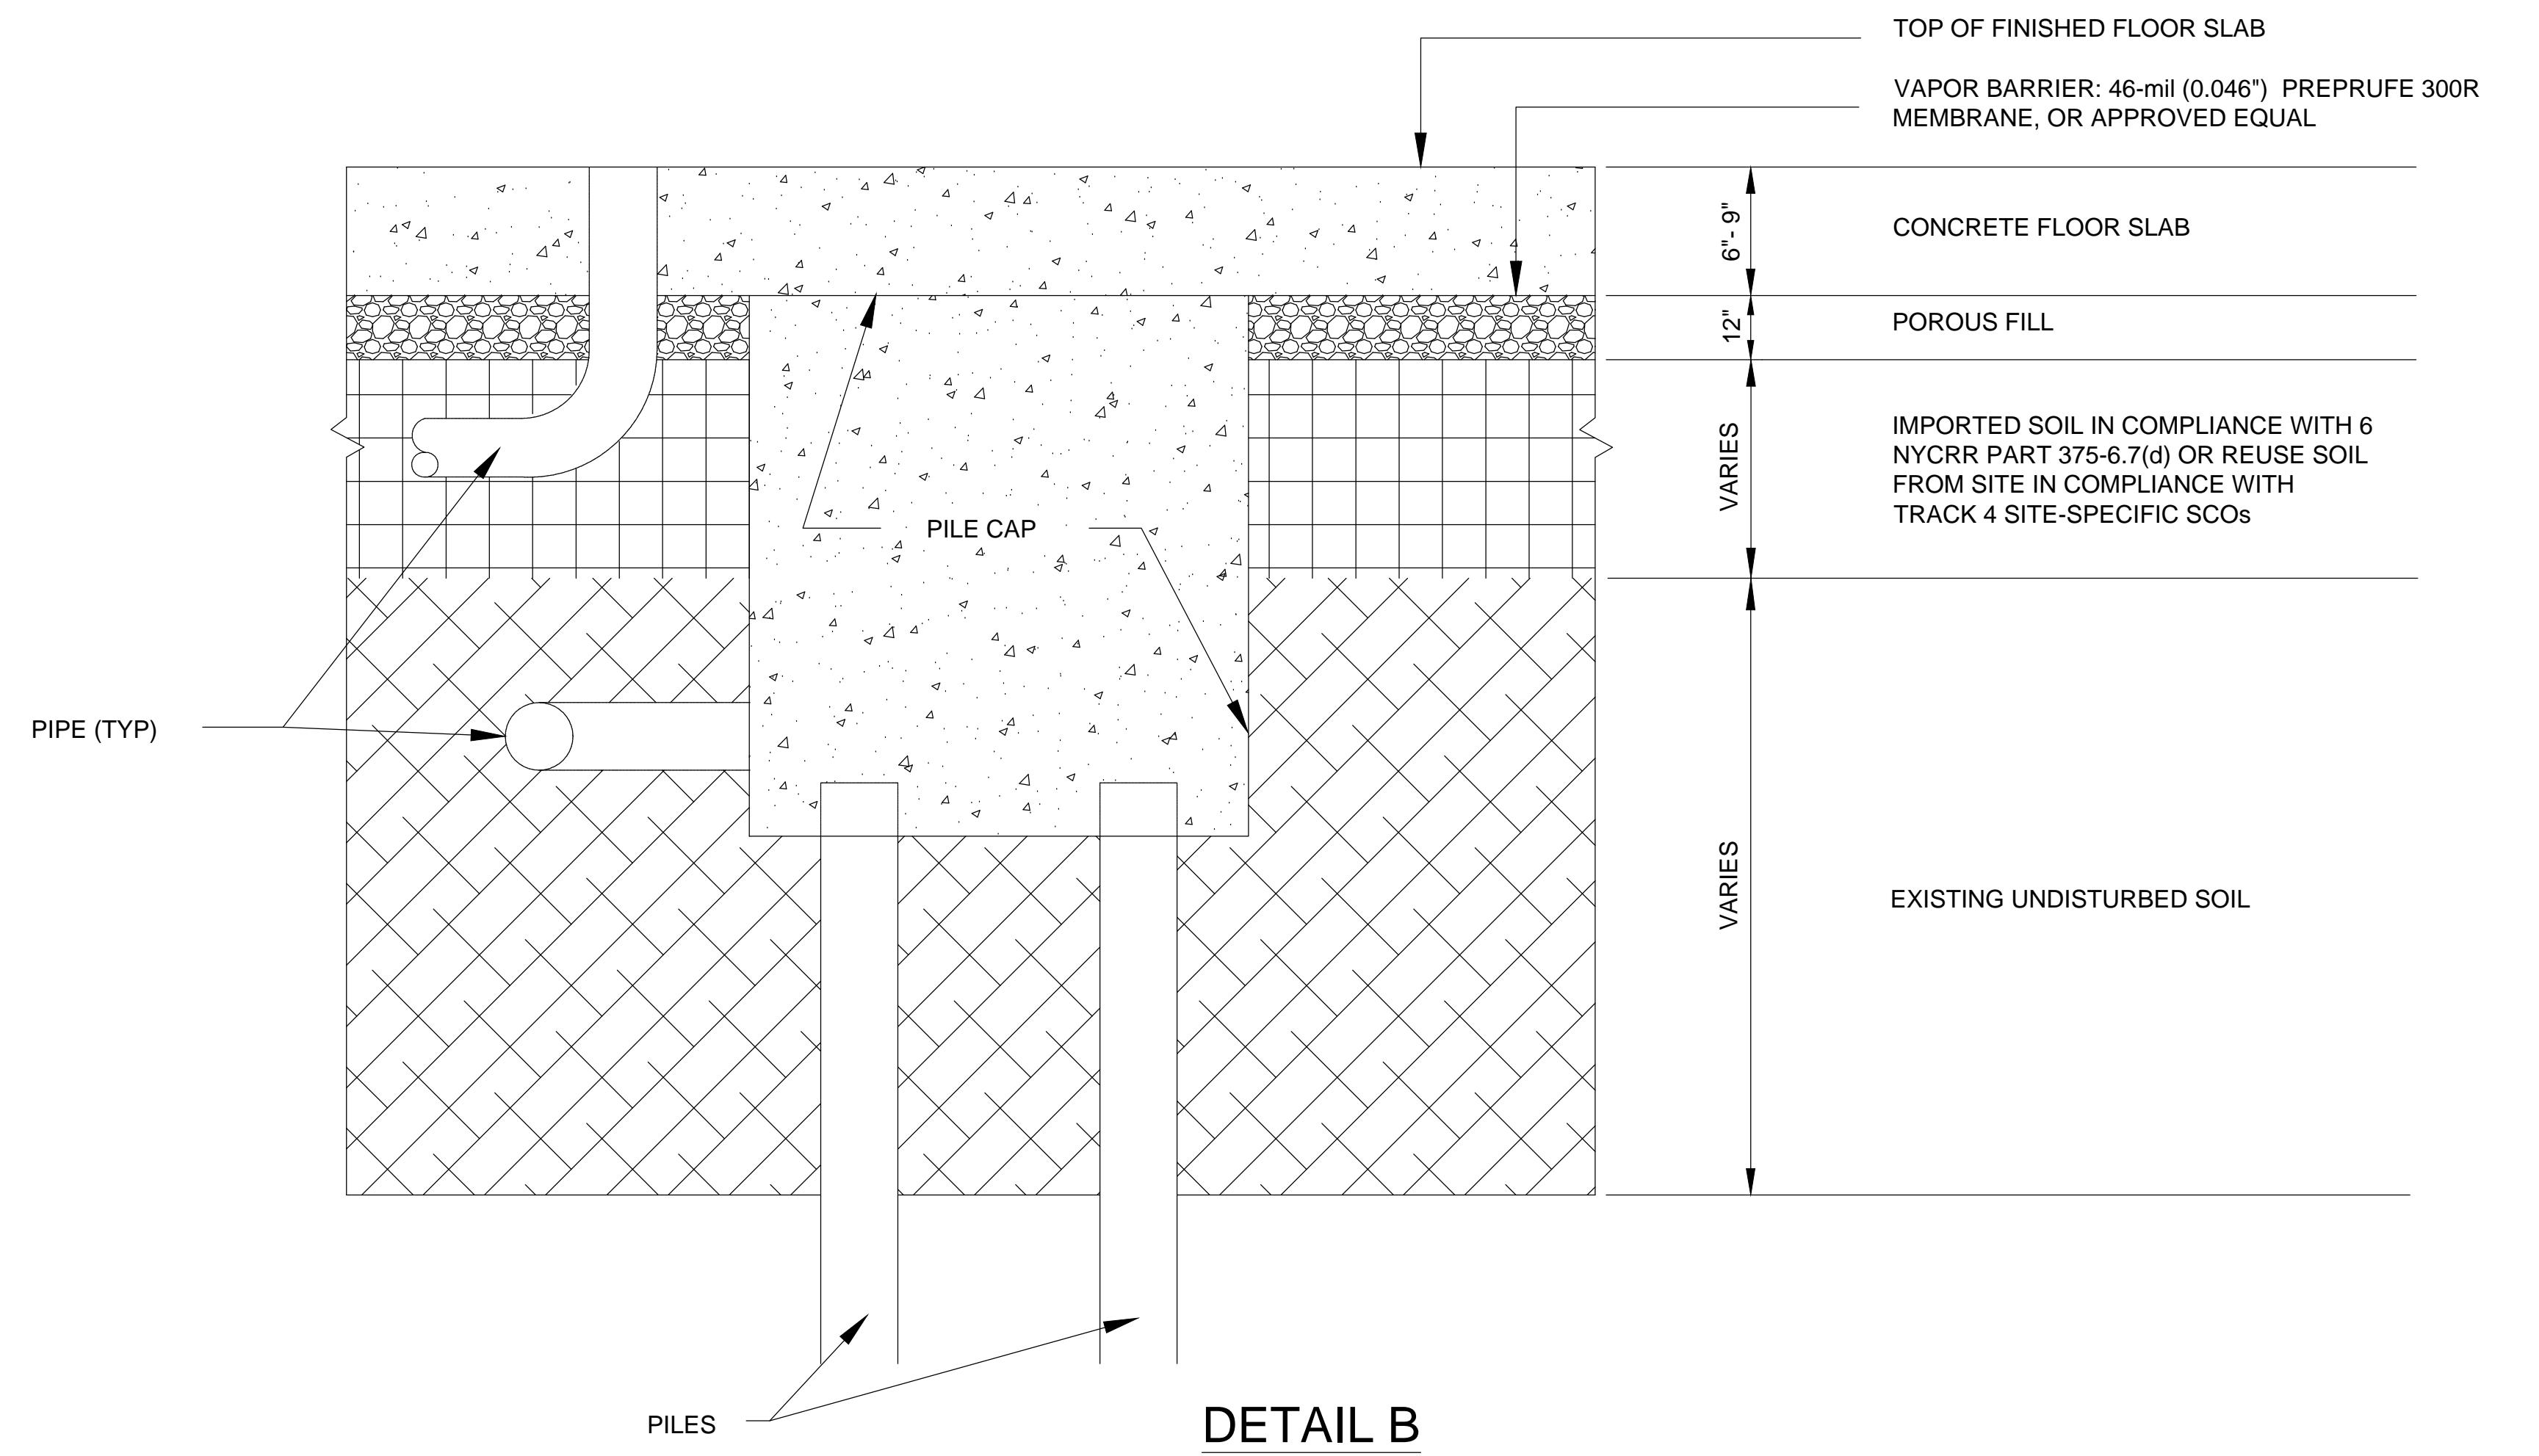 TOP OF FINISHED FLOOR SLAB
VAPOR BARRIER: 46-mil (0.046") PREPRUFE 300R
MEMBRANE, OR APPROVED EQUAL
6"- 9"
CONCRETE FLOOR SLAB
12"
POROUS FILL
VARIES
IMPORTED SOIL IN COMPLIANCE WITH 6
NYCRR PART 375-6.7(d) OR REUSE SOIL
FROM SITE IN COMPLIANCE WITH
TRACK 4 SITE-SPECIFIC SCOs
PILE CAP
PIPE (TYP)
VARIES
EXISTING UNDISTURBED SOIL
PILES
DETAIL B